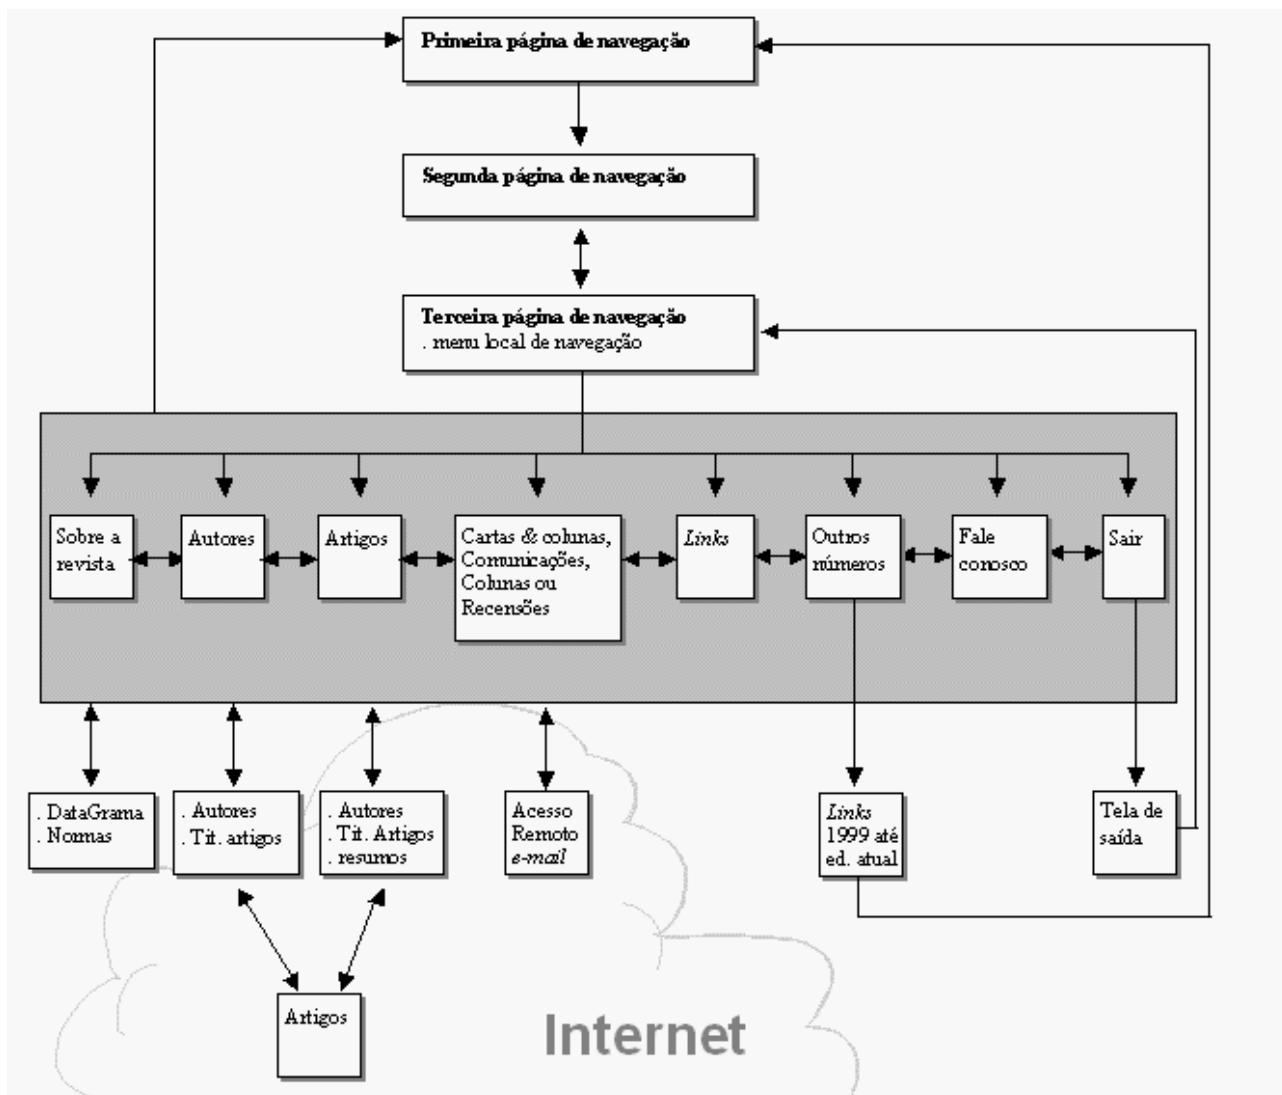 Primeira página de navegação
Segunda página de navegação
Terceira página de navegação
. menu local de navegação
Sobre a
revista
Autores
Artigos
Cartas & colunas,
Comunicações,
Colunas ou
Recensões
Links
Outros
números
Fale
conosco
Sair
. DataGrama
. Normas
. Autores
. Tit. artigos
. Autores
. Tit. Artigos
. resumos
Acesso
Remoto
e-mail
Links
1999 até
ed. atual
Tela de
saída
Artigos
Internet